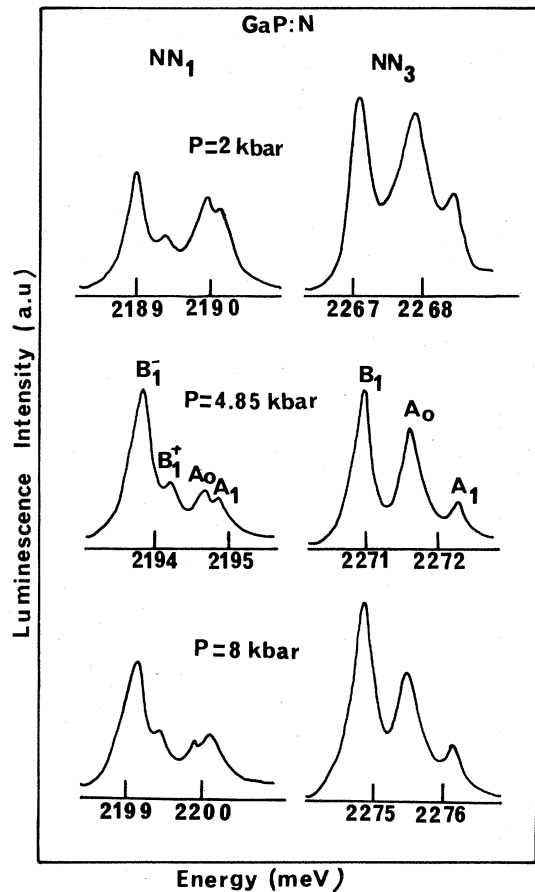 GaP:N
NN1 NN3
P=2 kbar
2189 2190 2267 2268
B1- B1+ Ao A1 P=4.85 kbar B1 Ao A1
2194 2195 2271 2272
P=8 kbar
2199 2200 2275 2276
Luminescence Intensity (a.u)
Energy (meV)